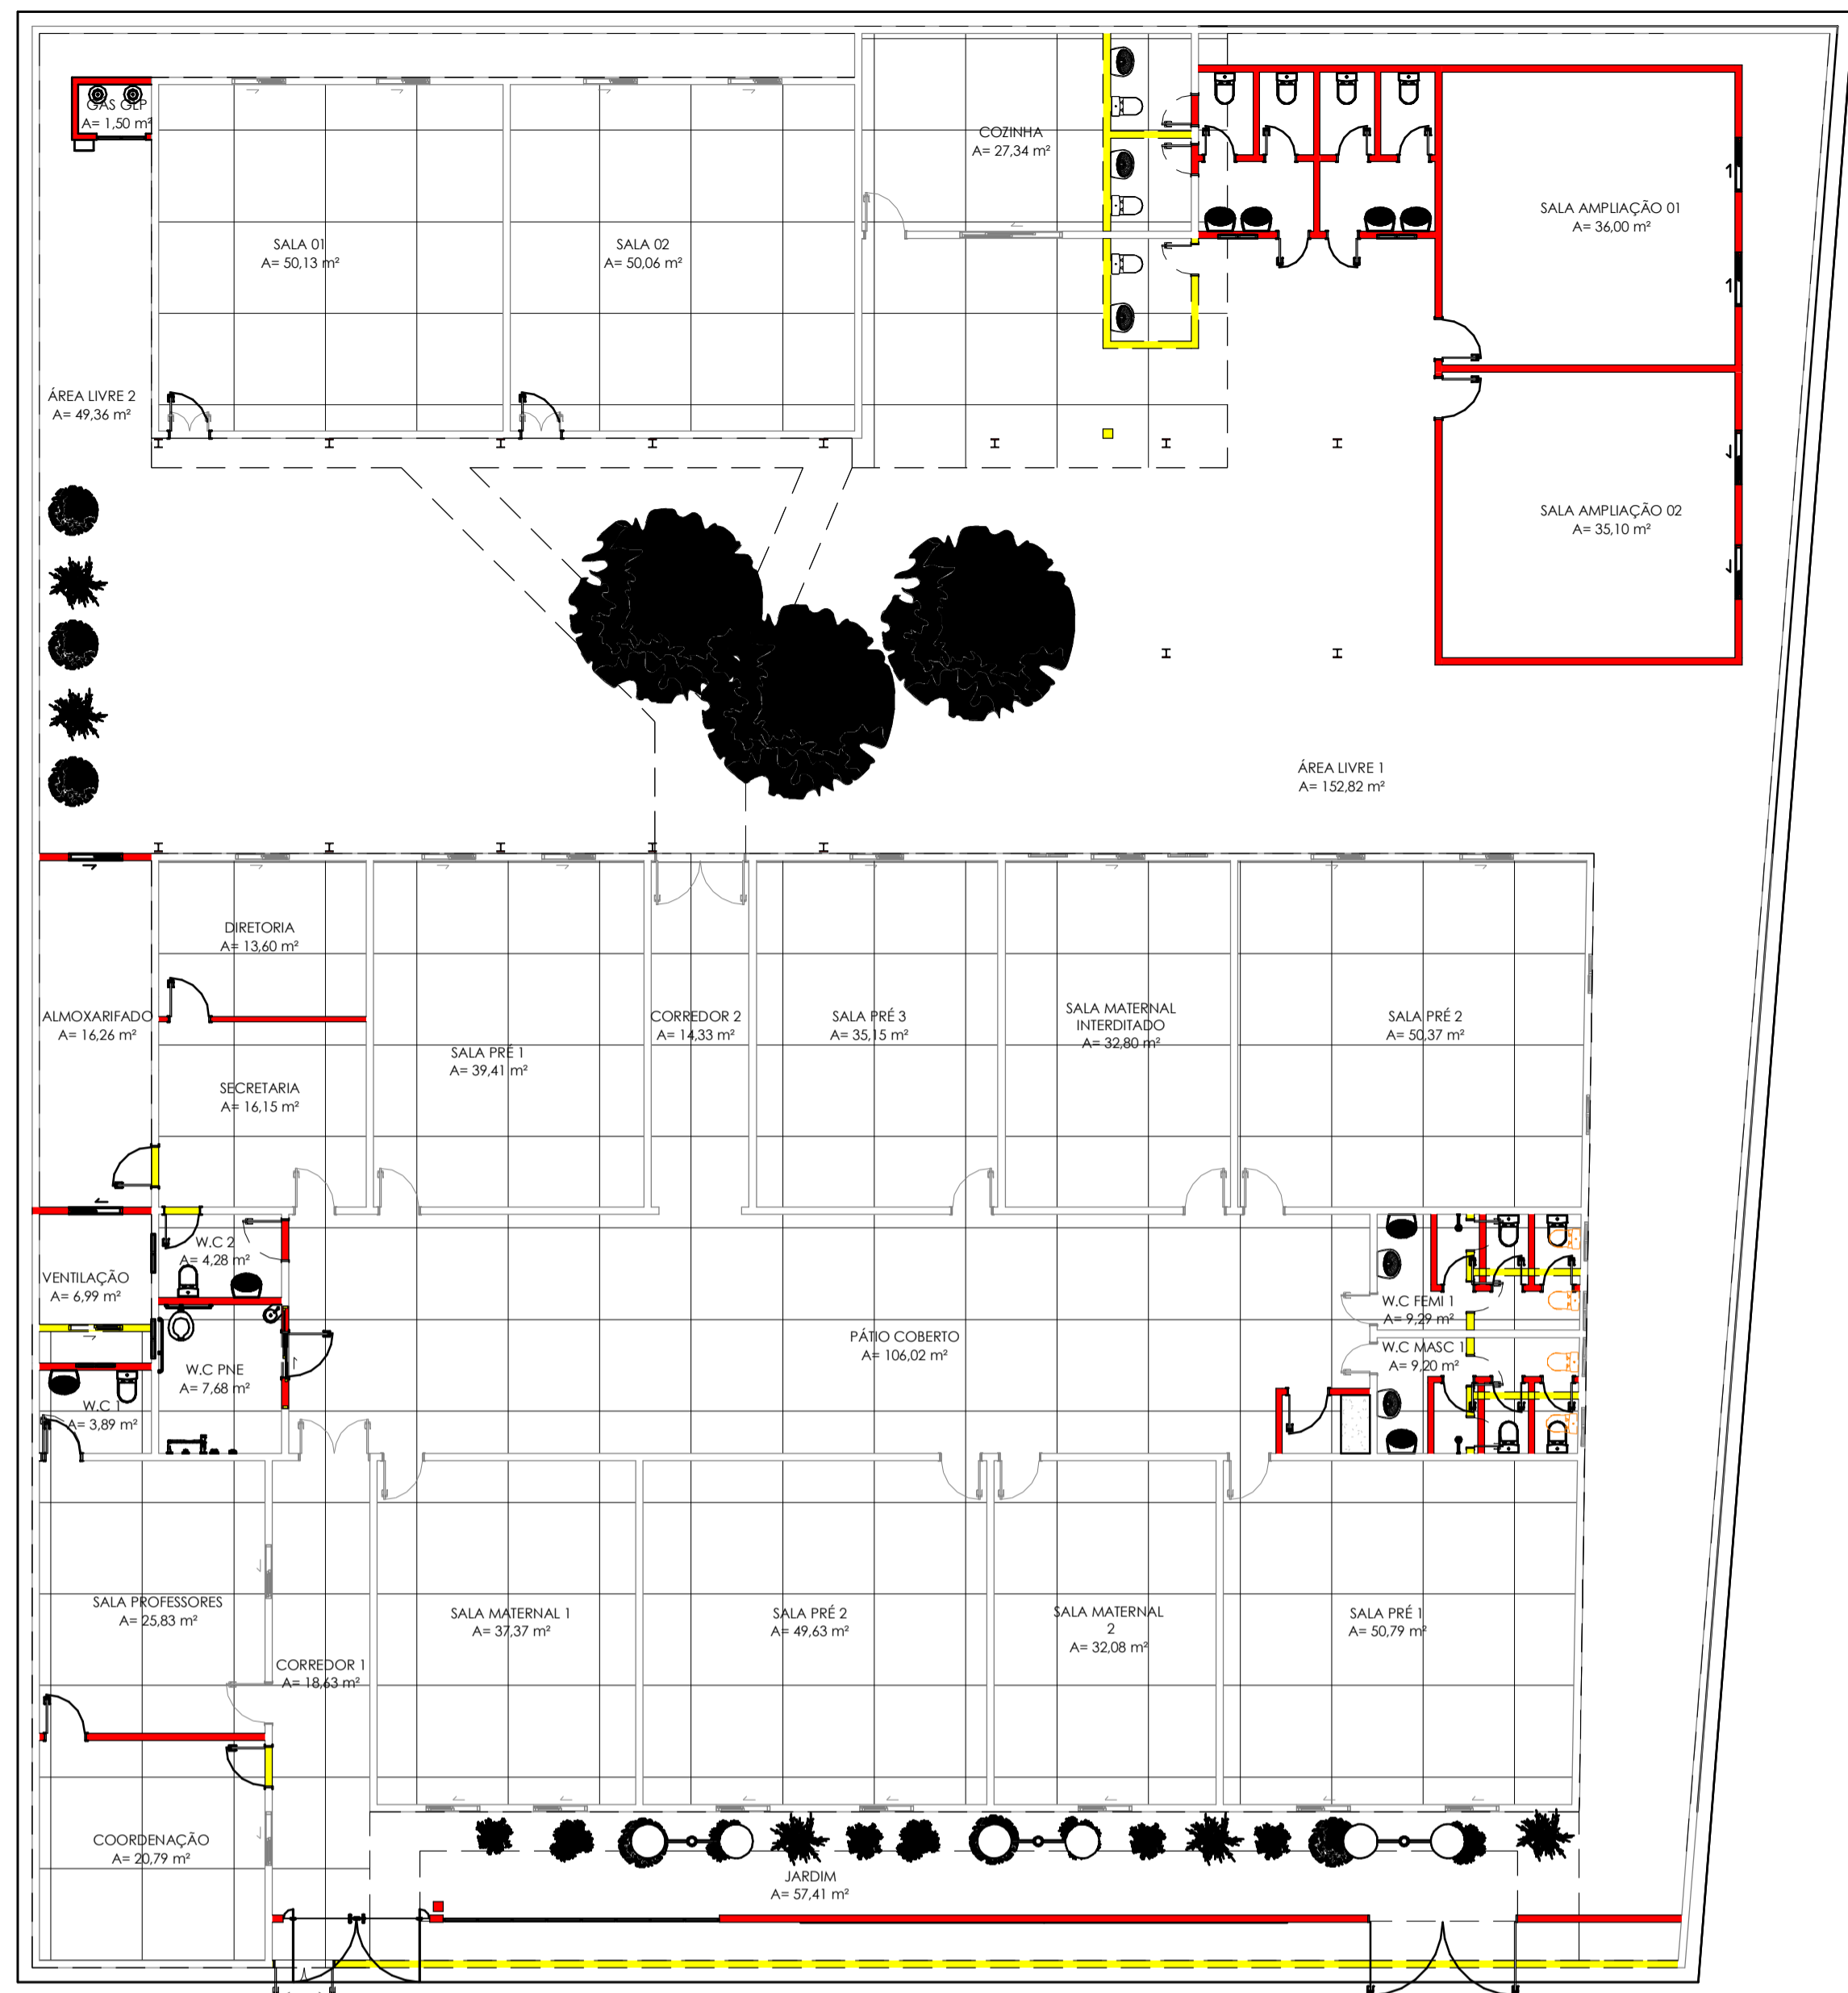 GÁS GLP
A= 1,50 m²
COZINHA
A= 27,34 m²
SALA AMPLIAÇÃO 01
A= 36,00 m²
SALA 01
A= 50,13 m²
SALA 02
A= 50,06 m²
ÁREA LIVRE 2
A= 49,36 m²
SALA AMPLIAÇÃO 02
A= 35,10 m²
ÁREA LIVRE 1
A= 152,82 m²
DIRETORIA
A= 13,60 m²
ALMOXARIFADO
A= 16,26 m²
SECRETARIA
A= 16,15 m²
SALA PRÉ 1
A= 39,41 m²
CORREDOR 2
A= 14,33 m²
SALA PRÉ 3
A= 35,15 m²
SALA MATERNAL
INTERDITADO
A= 32,80 m²
SALA PRÉ 2
A= 50,37 m²
W.C 2
A= 4,28 m²
VENTILAÇÃO
A= 6,99 m²
W.C FEMI 1
A= 9,29 m²
PÁTIO COBERTO
A= 106,02 m²
W.C MASC 1
A= 9,20 m²
W.C PNE
A= 7,68 m²
W.C 1
A= 3,89 m²
SALA PROFESSORES
A= 25,83 m²
SALA MATERNAL 1
A= 37,37 m²
SALA PRÉ 2
A= 49,63 m²
SALA MATERNAL
2
A= 32,08 m²
SALA PRÉ 1
A= 50,79 m²
CORREDOR 1
A= 18,63 m²
COORDENAÇÃO
A= 20,79 m²
JARDIM
A= 57,41 m²